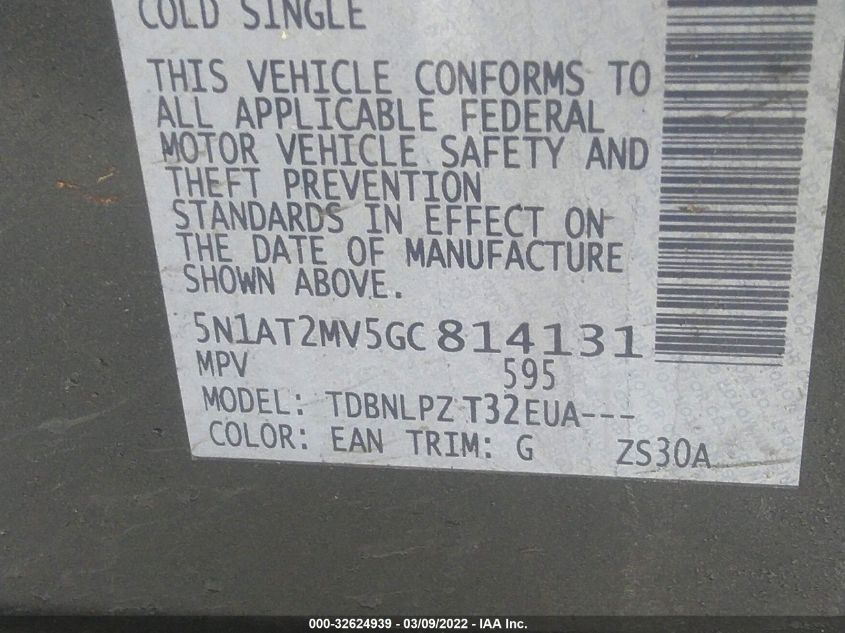 COLD SINGLE
THIS VEHICLE CONFORMS TO
ALL APPLICABLE FEDERAL
MOTOR VEHICLE SAFETY AND
THEFT PREVENTION
STANDARDS IN EFFECT ON
THE DATE OF MANUFACTURE
SHOWN ABOVE.
5N1AT2MV5GC814131
MPV 595
MODEL: TDBNLPZ T32EUA---
COLOR: EAN TRIM: G ZS30A
000-32624939 - 03/09/2022 - IAA Inc.